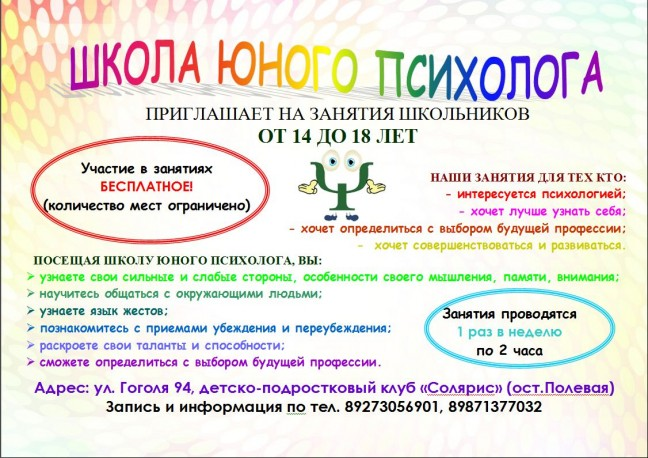 ШКОЛА ЮНОГО ПСИХОЛОГА
ПРИГЛАШАЕТ НА ЗАНЯТИЯ ШКОЛЬНИКОВ
ОТ 14 ДО 18 ЛЕТ
Участие в занятиях
БЕСПЛАТНОЕ!
(количество мест ограничено)
НАШИ ЗАНЯТИЯ ДЛЯ ТЕХ КТО:
- интересуется психологией;
- хочет лучше узнать себя;
- хочет определиться с выбором будущей профессии;
- хочет совершенствоваться и развиваться.
ПОСЕЩАЯ ШКОЛУ ЮНОГО ПСИХОЛОГА, ВЫ:
узнаете свои сильные и слабые стороны, особенности своего мышления, памяти, внимания;
научитесь общаться с окружающими людьми;
узнаете язык жестов;
познакомитесь с приемами убеждения и переубеждения;
раскроете свои таланты и способности;
сможете определиться с выбором будущей профессии.
Занятия проводятся
1 раз в неделю
по 2 часа
Адрес: ул. Гоголя 94, детско-подростковый клуб «Солярис» (ост.Полевая)
Запись и информация по тел. 89273056901, 89871377032